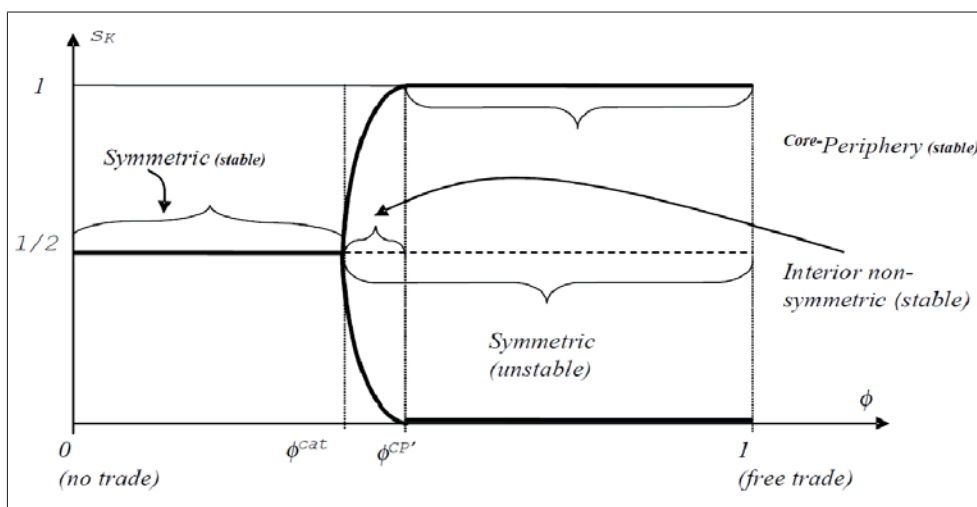 s_K
1
Core-Periphery (stable)
Symmetric (stable)
1/2
Interior non-
symmetric (stable)
Symmetric
(unstable)
ϕ
0
ϕ^cat
ϕ^CP'
1
(no trade)
(free trade)